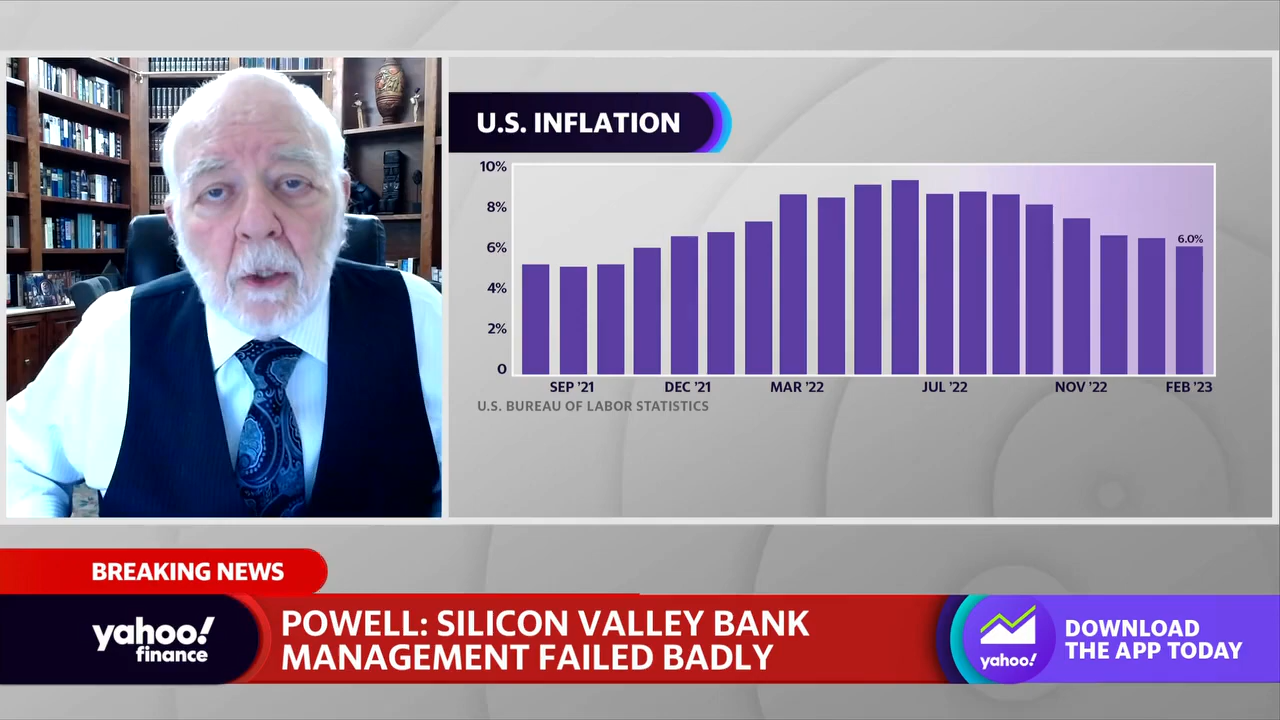 U.S. INFLATION
10%
8%
6%
4%
2%
0
6.0%
SEP '21
DEC '21
MAR '22
JUL '22
NOV '22
FEB '23
U.S. BUREAU OF LABOR STATISTICS
BREAKING NEWS
yahoo!
finance
POWELL: SILICON VALLEY BANK
MANAGEMENT FAILED BADLY
yahoo!
DOWNLOAD
THE APP TODAY